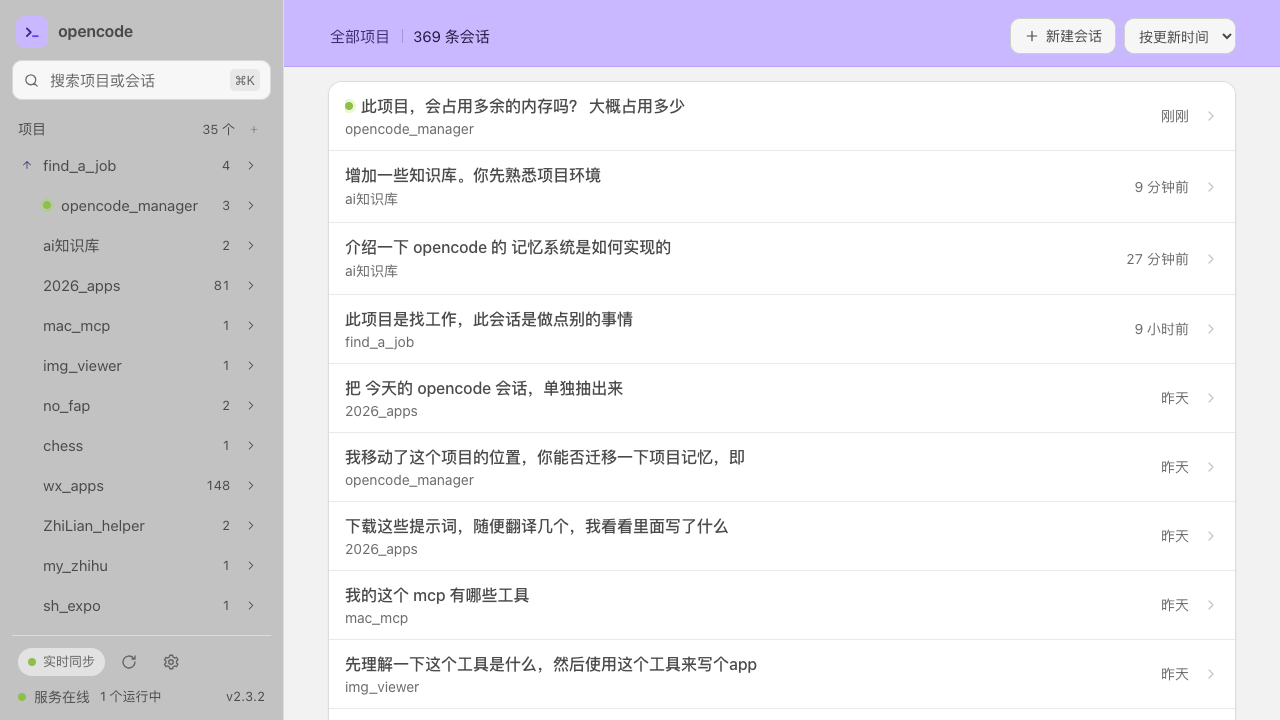 opencode
搜索项目或会话 ⌘K
项目 35 个 +
find_a_job 4
opencode_manager 3
ai知识库 2
2026_apps 81
mac_mcp 1
img_viewer 1
no_fap 2
chess 1
wx_apps 148
ZhiLian_helper 2
my_zhihu 1
sh_expo 1
实时同步
服务在线 1 个运行中 v2.3.2
全部项目 369 条会话 + 新建会话 按更新时间
此项目，会占用多余的内存吗？ 大概占用多少
opencode_manager
刚刚
增加一些知识库。你先熟悉项目环境
ai知识库
9 分钟前
介绍一下 opencode 的 记忆系统是如何实现的
ai知识库
27 分钟前
此项目是找工作，此会话是做点别的事情
find_a_job
9 小时前
把 今天的 opencode 会话，单独抽出来
2026_apps
昨天
我移动了这个项目的位置，你能否迁移一下项目记忆，即
opencode_manager
昨天
下载这些提示词，随便翻译几个，我看看里面写了什么
2026_apps
昨天
我的这个 mcp 有哪些工具
mac_mcp
昨天
先理解一下这个工具是什么，然后使用这个工具来写个app
img_viewer
昨天